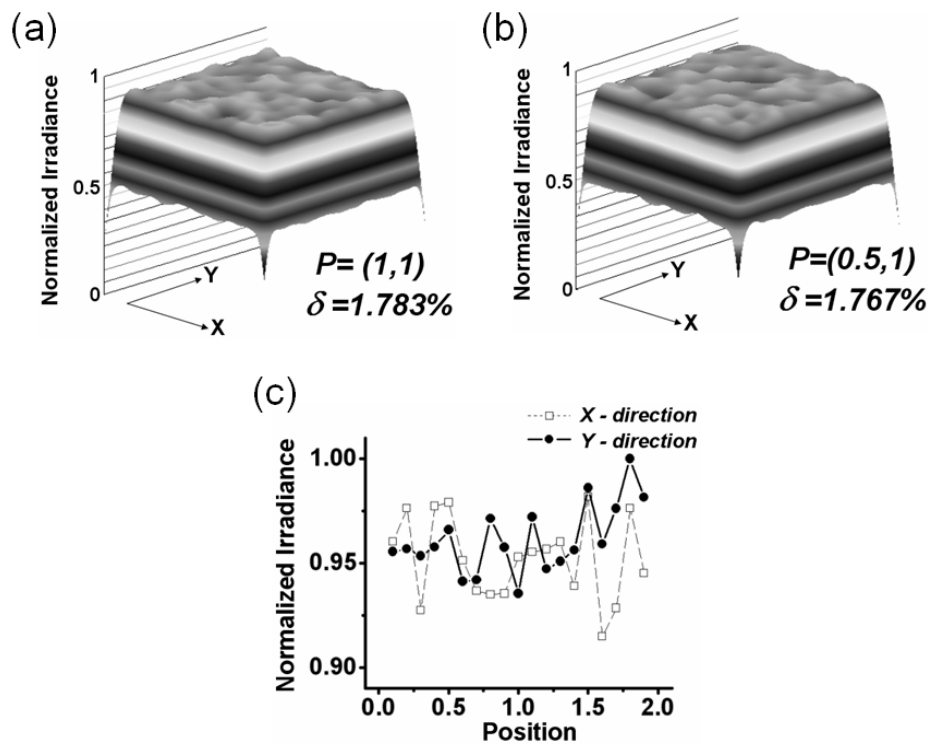 (a)
Normalized Irradiance
1
0.5
0
Y
X
P= (1,1)
δ =1.783%
(b)
Normalized Irradiance
1
0.5
0
Y
X
P=(0.5,1)
δ =1.767%
(c)
X - direction
Y - direction
Normalized Irradiance
1.00
0.95
0.90
0.0 0.5 1.0 1.5 2.0
Position